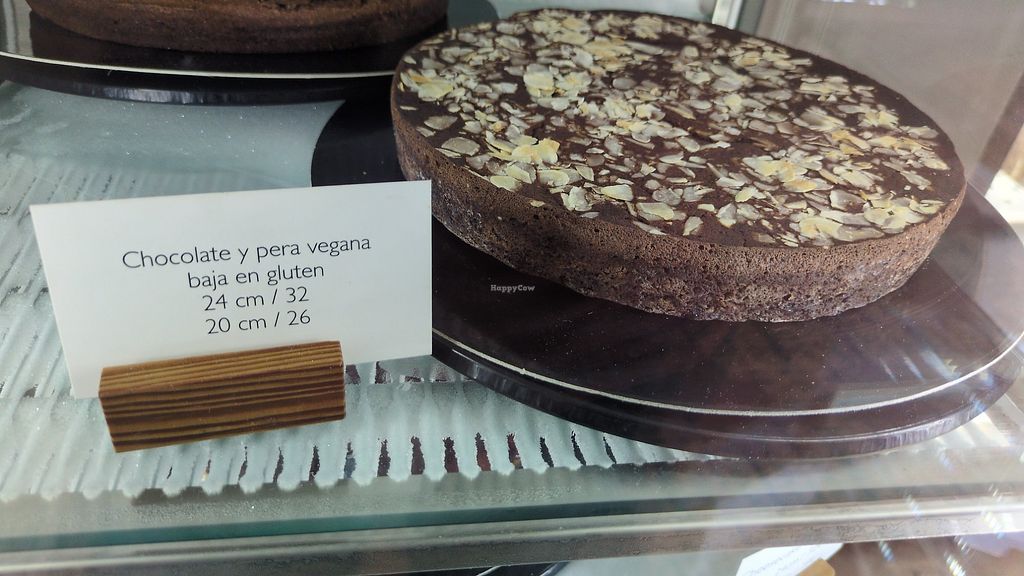 Chocolate y pera vegana
baja en gluten
24 cm / 32
20 cm / 26
HappyCow